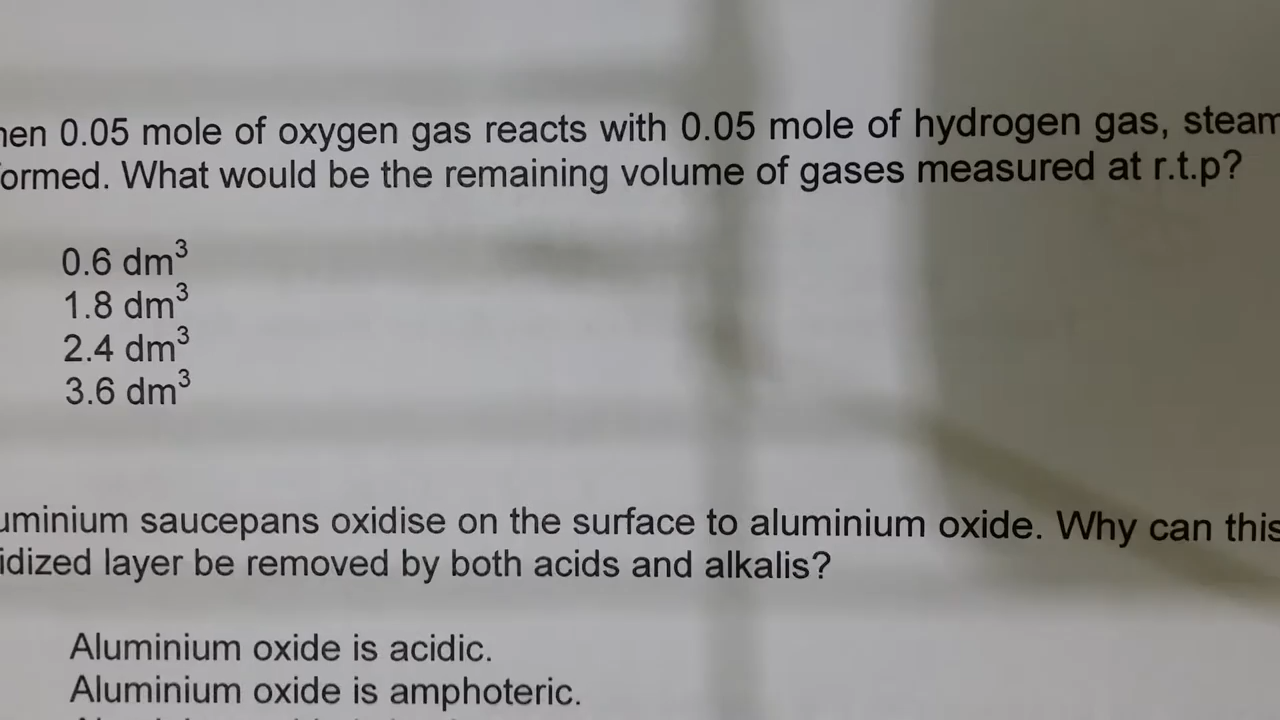 hen 0.05 mole of oxygen gas reacts with 0.05 mole of hydrogen gas, steam
ormed. What would be the remaining volume of gases measured at r.t.p?
0.6 dm³
1.8 dm³
2.4 dm³
3.6 dm³
uminium saucepans oxidise on the surface to aluminium oxide. Why can this
idized layer be removed by both acids and alkalis?
Aluminium oxide is acidic.
Aluminium oxide is amphoteric.